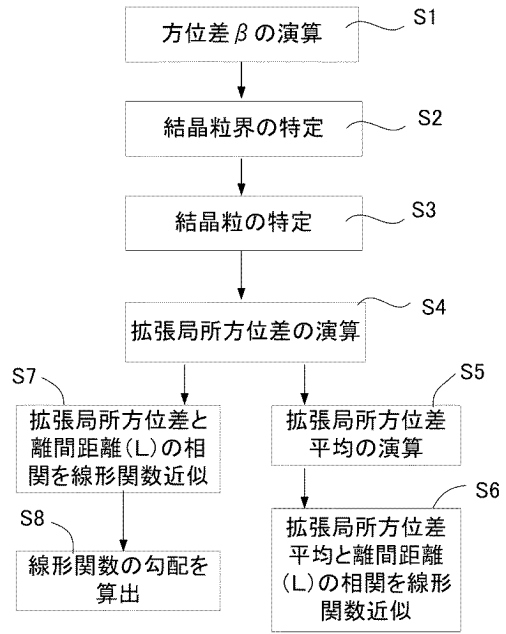 方位差βの演算
S1
結晶粒界の特定
S2
結晶粒の特定
S3
拡張局所方位差の演算
S4
S7
拡張局所方位差と
離間距離(L)の相
関を線形関数近似
S8
線形関数の勾配を
算出
S5
拡張局所方位差
平均の演算
S6
拡張局所方位差
平均と離間距離
(L)の相関を線形
関数近似